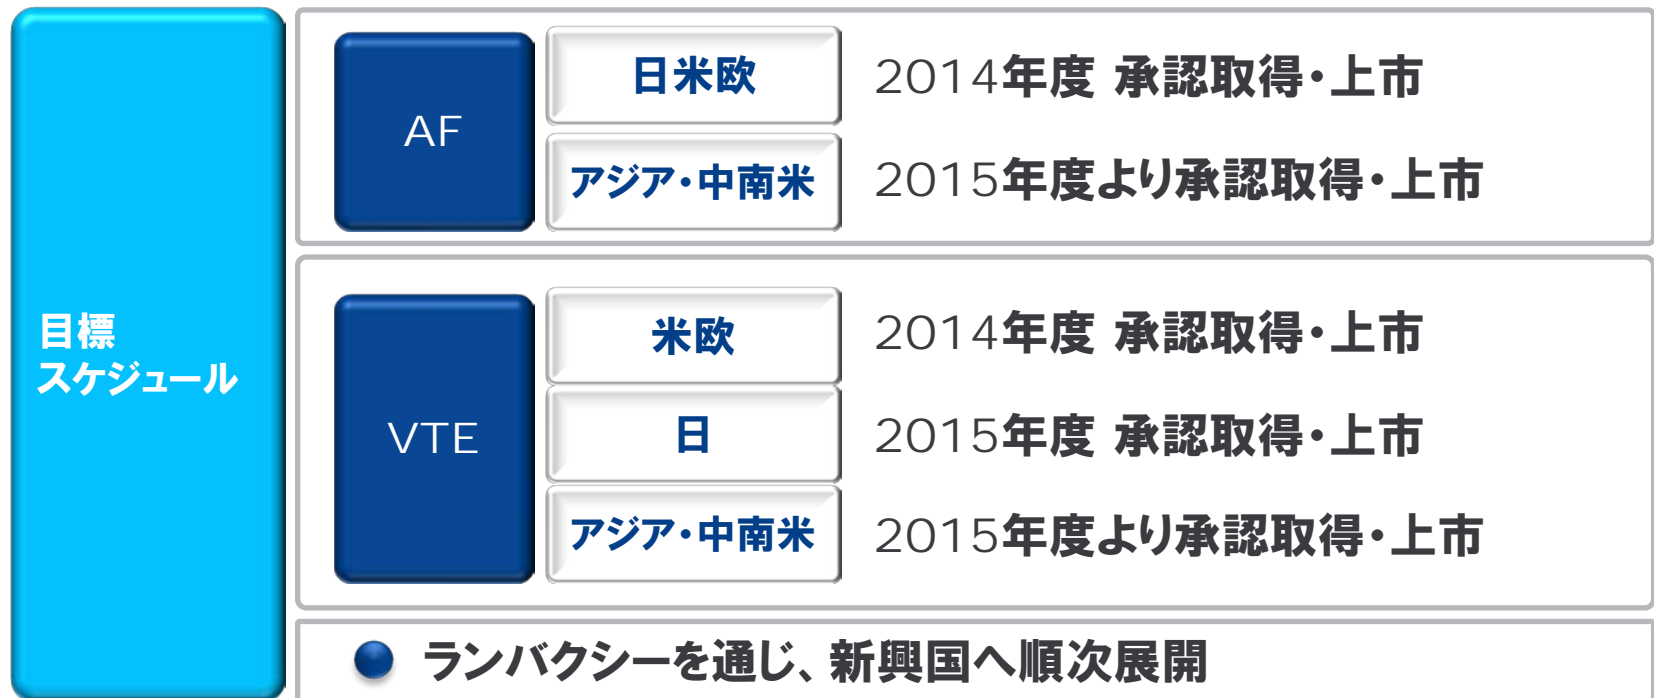 目標
スケジュール
AF
日米欧
2014年度 承認取得・上市
アジア・中南米
2015年度より承認取得・上市
VTE
米欧
2014年度 承認取得・上市
日
2015年度 承認取得・上市
アジア・中南米
2015年度より承認取得・上市
ランバクシーを通じ、新興国へ順次展開